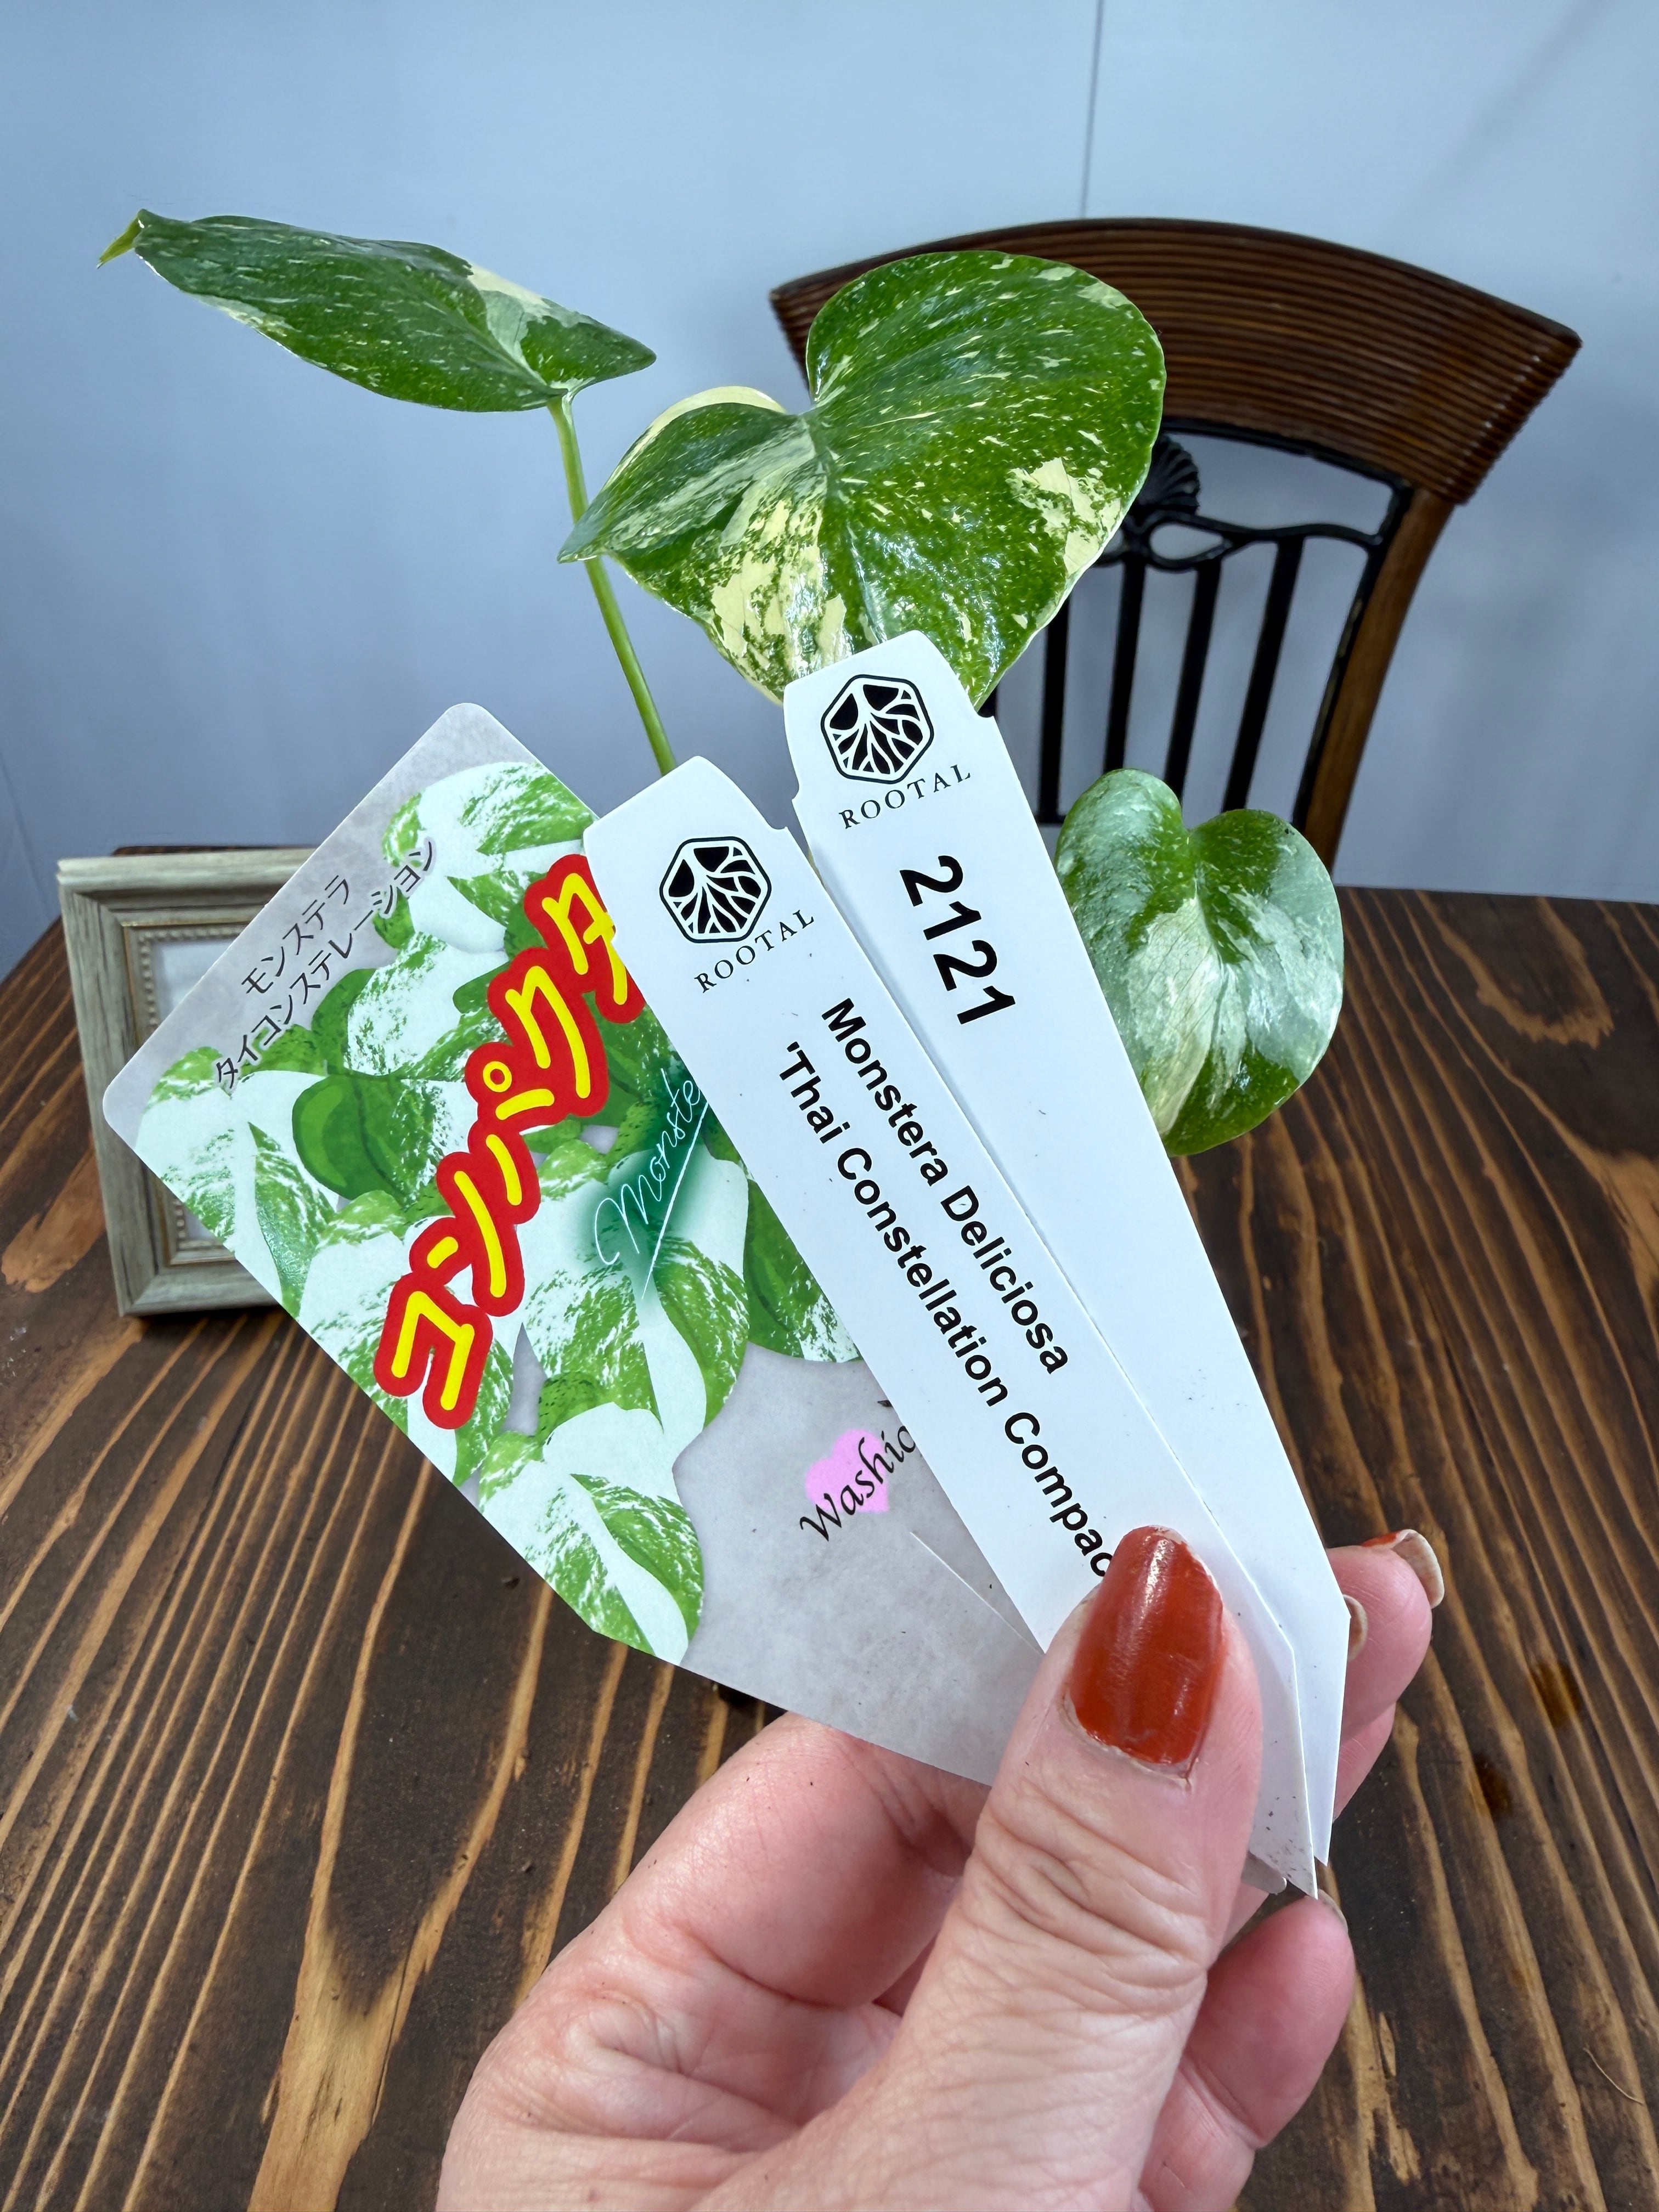 モンステラ
タイコンステレーション
コンパクタ
Monste
Washic
ROOTAL
Monstera Deliciosa
'Thai Constellation Compac
ROOTAL
2121